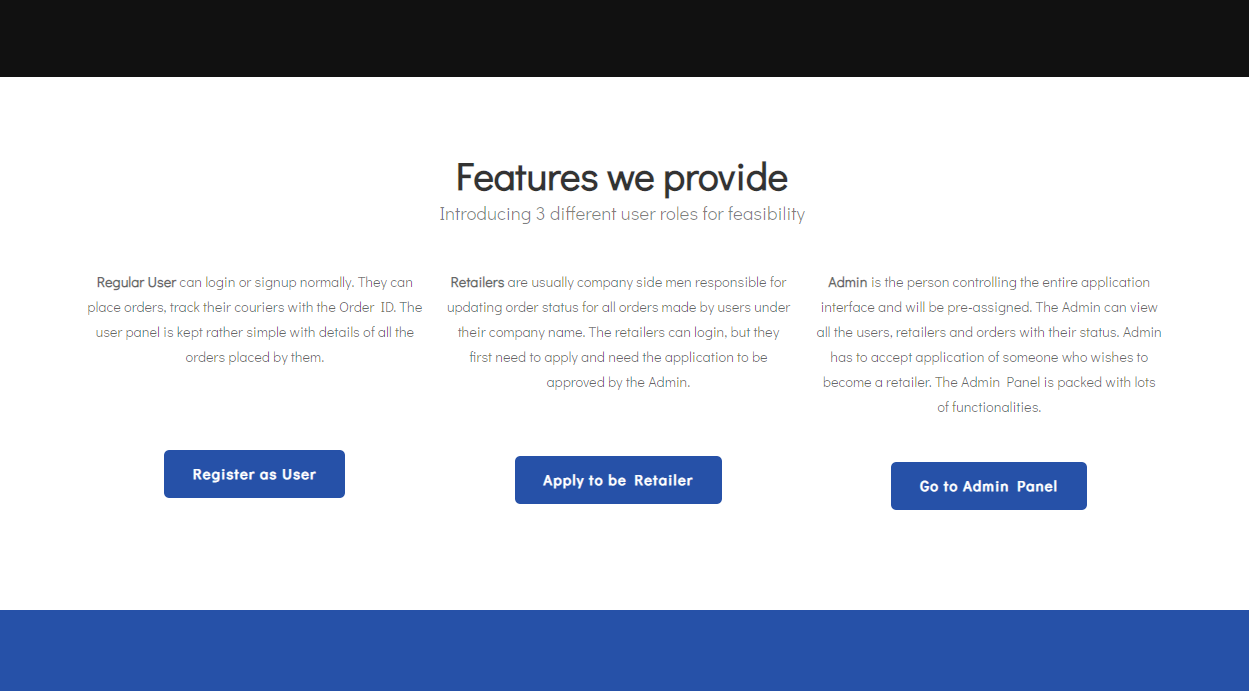 Features we provide
Introducing 3 different user roles for feasibility
Regular User can login or signup normally. They can
place orders, track their couriers with the Order ID. The
user panel is kept rather simple with details of all the
orders placed by them.
Register as User
Retailers are usually company side men responsible for
updating order status for all orders made by users under
their company name. The retailers can login, but they
first need to apply and need the application to be
approved by the Admin.
Apply to be Retailer
Admin is the person controlling the entire application
interface and will be pre-assigned. The Admin can view
all the users, retailers and orders with their status. Admin
has to accept application of someone who wishes to
become a retailer. The Admin Panel is packed with lots
of functionalities.
Go to Admin Panel